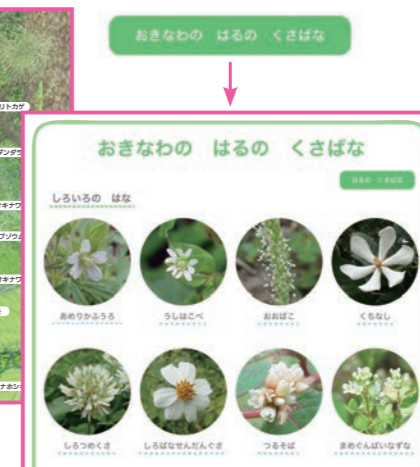 おきなわの　はるの　くさばな
リトカゲ
おきなわの　はるの　くさばな
はるの　くさばな
しろいろの　はな
あめりかふうろ
うしはこべ
おおばこ
くちなし
しろつめくさ
しろばなせんだんぐさ
つるそば
まめぐんばいなずな